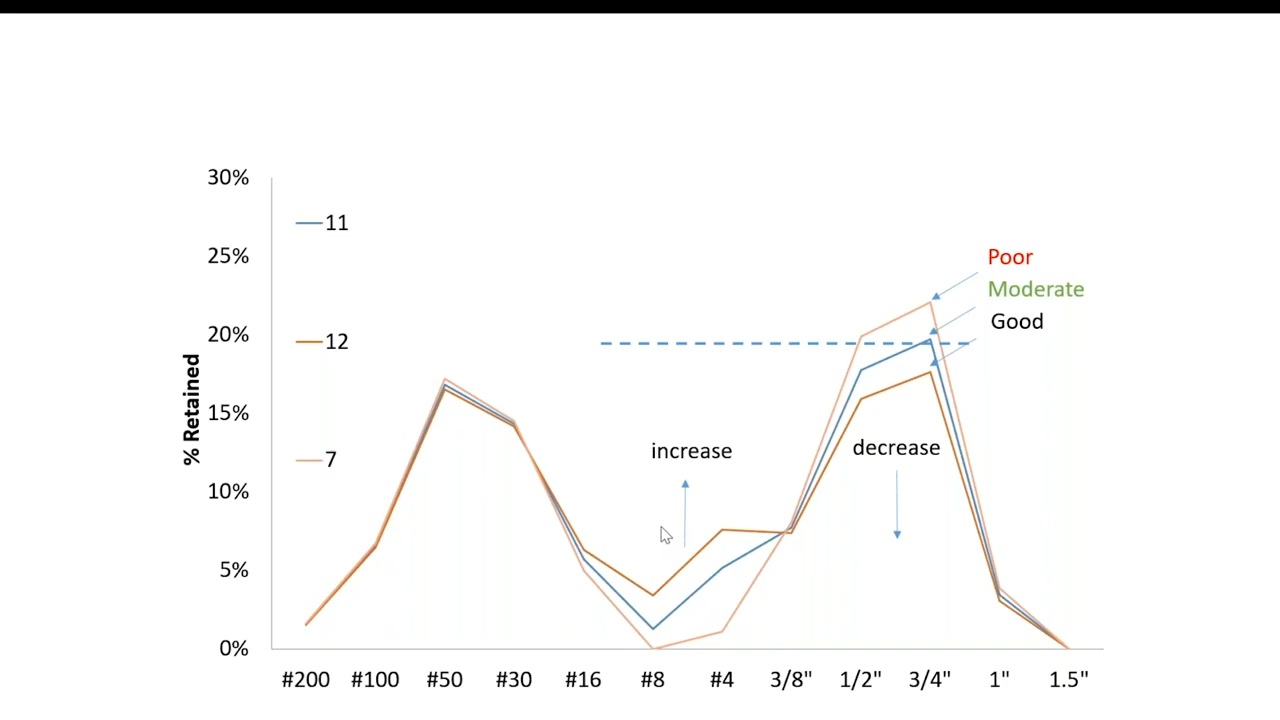 30%
11
25%
Poor
Moderate
Good
20%
12
% Retained
15%
increase
decrease
7
10%
5%
0%
#200 #100 #50 #30 #16 #8 #4 3/8" 1/2" 3/4" 1" 1.5"